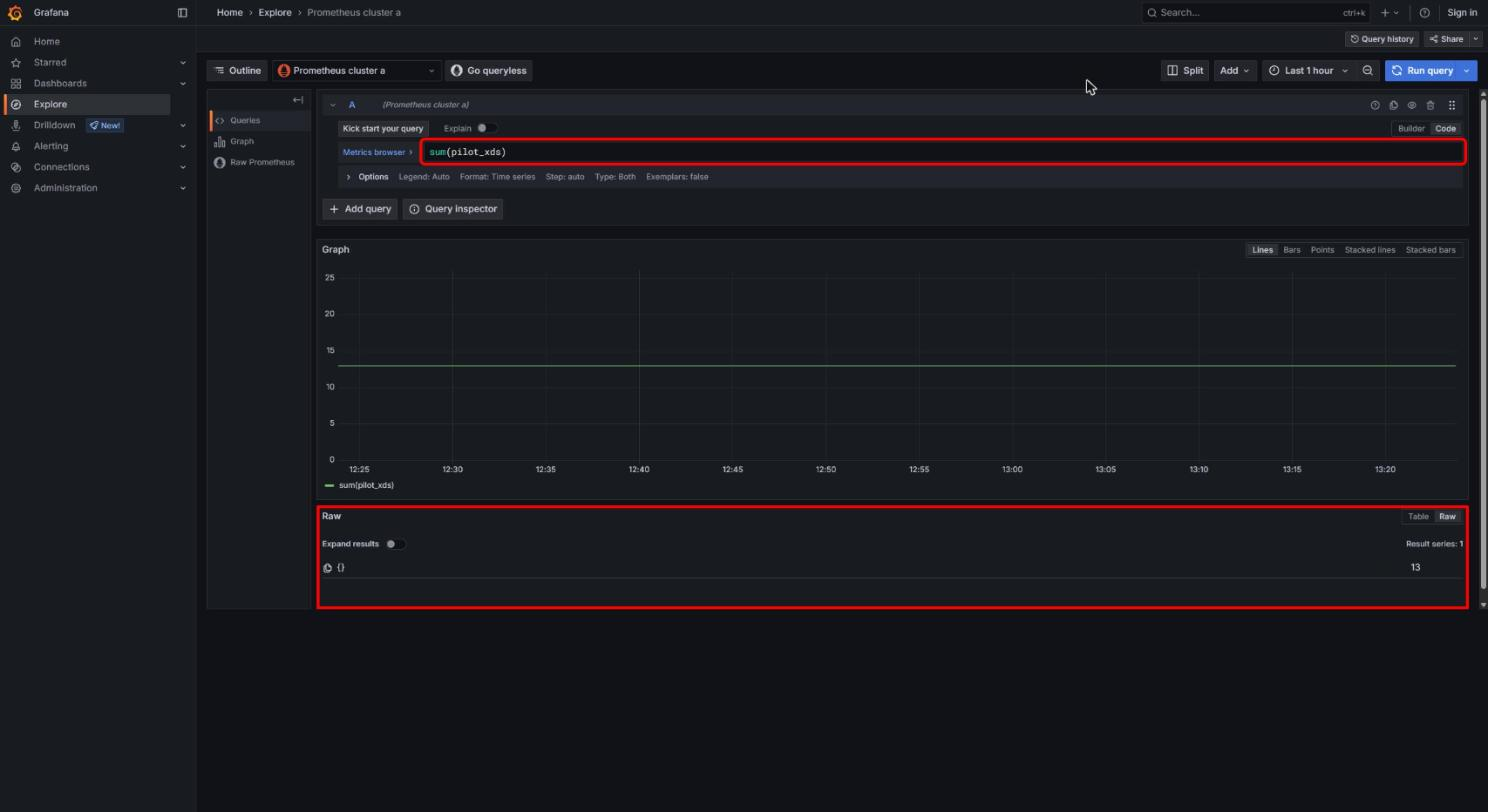 Grafana
Home › Explore › Prometheus cluster a
Search... ctrl+k
Sign in
Query history
Share
Home
Starred
Dashboards
Explore
Drilldown New!
Alerting
Connections
Administration
Outline
Prometheus cluster a
Go queryless
Split
Add
Last 1 hour
Run query
Queries
Graph
Raw Prometheus
A (Prometheus cluster a)
Kick start your query
Explain
Builder
Code
Metrics browser › sum(pilot_xds)
› Options Legend: Auto Format: Time series Step: auto Type: Both Exemplars: false
+ Add query
Query inspector
Graph
Lines Bars Points Stacked lines Stacked bars
25
20
15
10
5
0
12:25 12:30 12:35 12:40 12:45 12:50 12:55 13:00 13:05 13:10 13:15 13:20
sum(pilot_xds)
Raw
Table Raw
Expand results
Result series: 1
{} 13